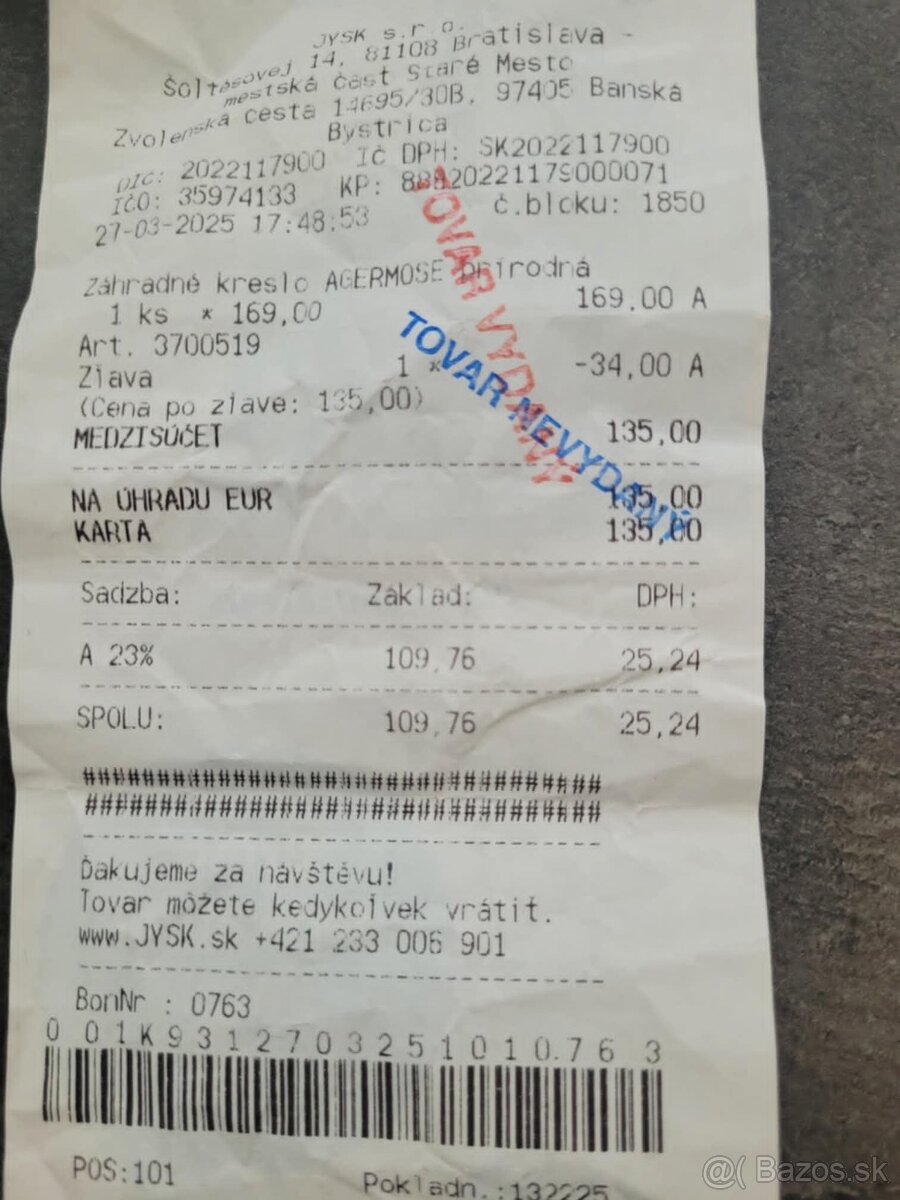 JYSK s.r.o.
Šoltésovej 14, 81108 Bratislava -
mestská časť Staré Mesto
Zvolenská cesta 14695/30B, 97405 Banská
Bystrica
DIČ: 2022117900 IČ DPH: SK2022117900
IČO: 35974133 KP: 88820221179000071
27-03-2025 17:48:53 č.bloku: 1850
Záhradné kreslo AGERMOSE prírodná
1 ks * 169,00 169,00 A
Art. 3700519
Zľava 1 * -34,00 A
(Cena po zľave: 135,00)
MEDZISÚČET 135,00
TOVAR VYDANÝ
TOVAR NEVYDANÝ
NA ÚHRADU EUR 135,00
KARTA 135,00
Sadzba: Základ: DPH:
A 23% 109,76 25,24
SPOLU: 109,76 25,24
########################################
########################################
Ďakujeme za návštěvu!
Tovar môžete kedykoľvek vrátiť.
www.JYSK.sk +421 233 006 901
BonNr : 0763
0 01K9312703251010.76 3
POS:101 Pokladn.:132225
@( Bazos.sk